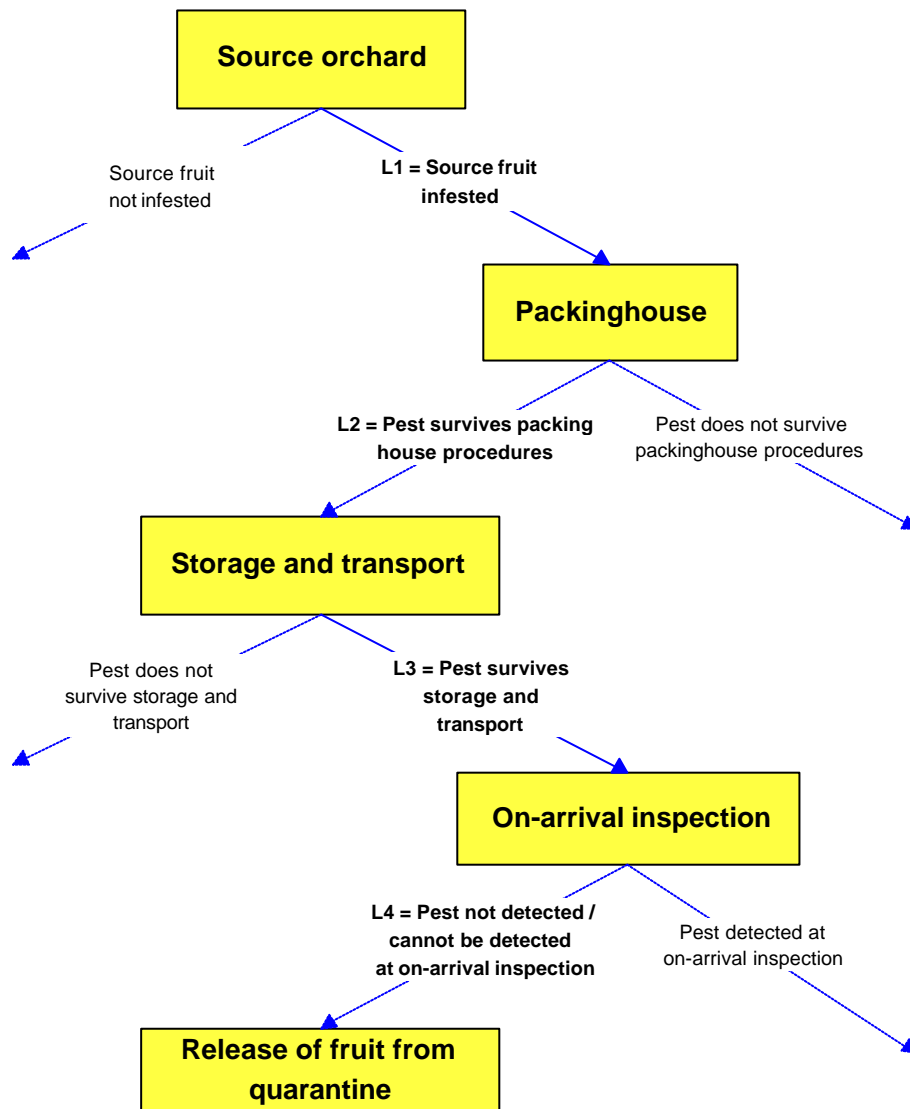 Source orchard
Source fruit
not infested
L1 = Source fruit
infested
Packinghouse
L2 = Pest survives packing
house procedures
Pest does not survive
packinghouse procedures
Storage and transport
Pest does not
survive storage and
transport
L3 = Pest survives
storage and
transport
On-arrival inspection
L4 = Pest not detected /
cannot be detected
at on-arrival inspection
Pest detected at
on-arrival inspection
Release of fruit from
quarantine